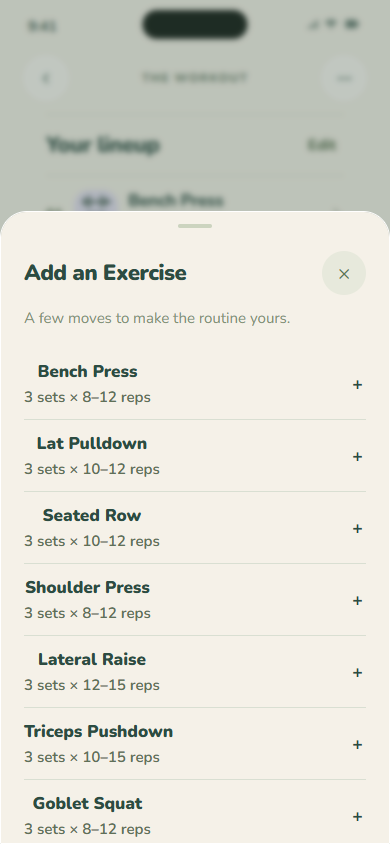 9:41
THE WORKOUT
Your lineup
Edit
Bench Press
Add an Exercise
A few moves to make the routine yours.
Bench Press
3 sets × 8–12 reps
+
Lat Pulldown
3 sets × 10–12 reps
+
Seated Row
3 sets × 10–12 reps
+
Shoulder Press
3 sets × 8–12 reps
+
Lateral Raise
3 sets × 12–15 reps
+
Triceps Pushdown
3 sets × 10–15 reps
+
Goblet Squat
3 sets × 8–12 reps
+